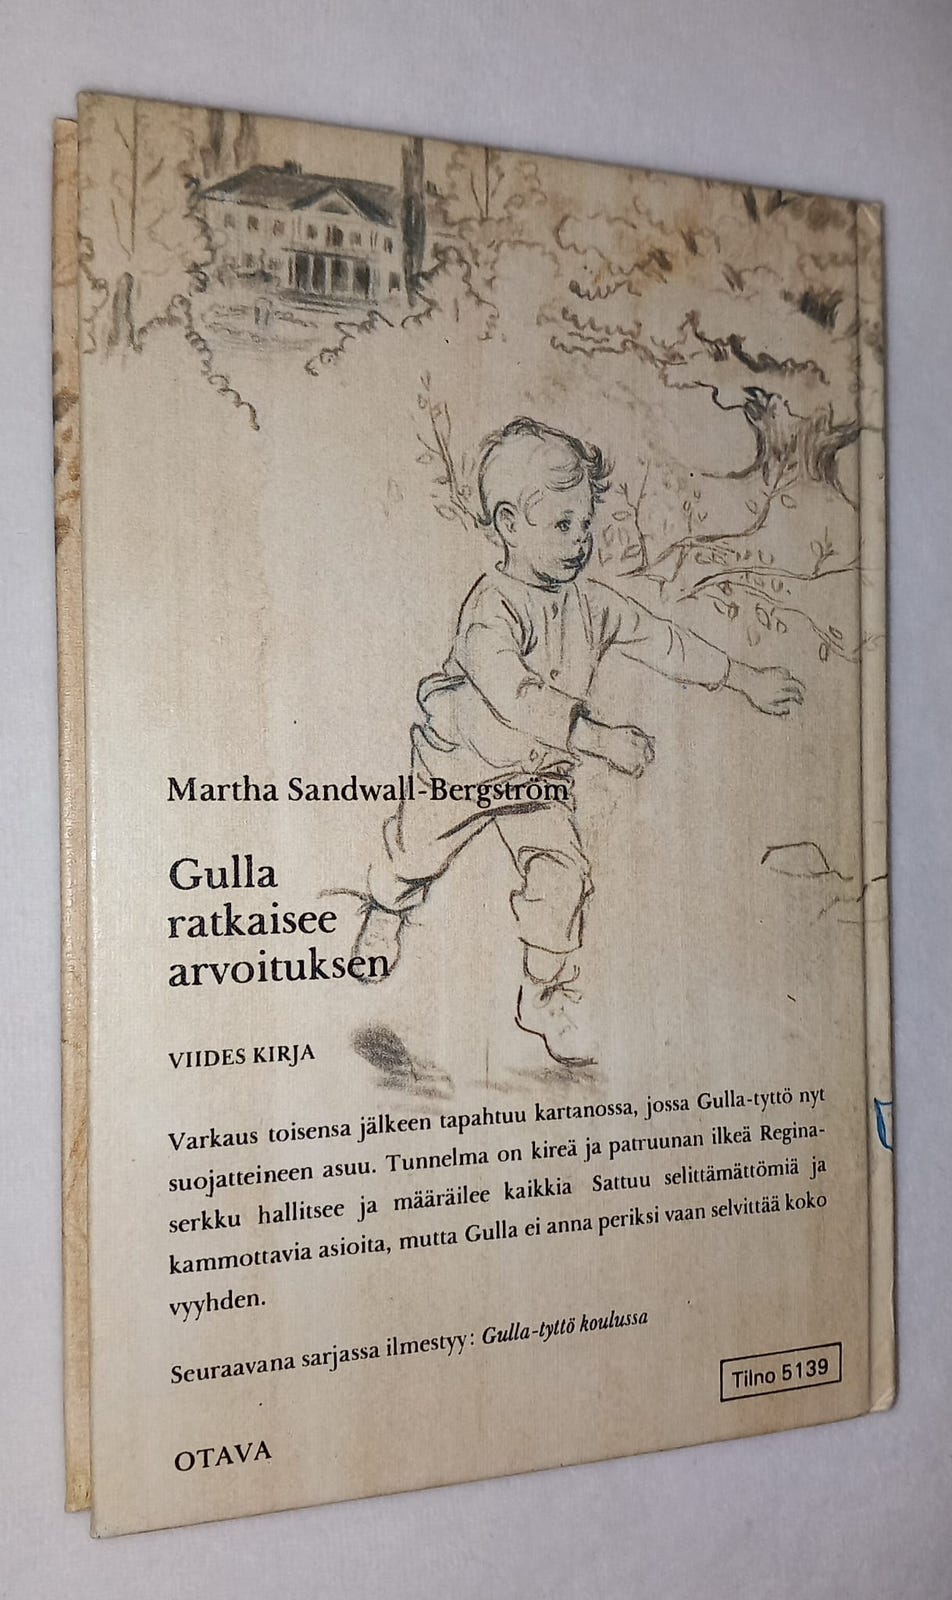 Martha Sandwall-Bergström
Gulla
ratkaisee
arvoituksen
VIIDES KIRJA
Varkaus toisensa jälkeen tapahtuu kartanossa, jossa Gulla-tyttö nyt
suojatteineen asuu. Tunnelma on kireä ja patruunan ilkeä Regina-
serkku hallitsee ja määräilee kaikkia Sattuu selittämättömiä ja
kammottavia asioita, mutta Gulla ei anna periksi vaan selvittää koko
vyyhden.
Seuraavana sarjassa ilmestyy: Gulla-tyttö koulussa
Tilno 5139
OTAVA